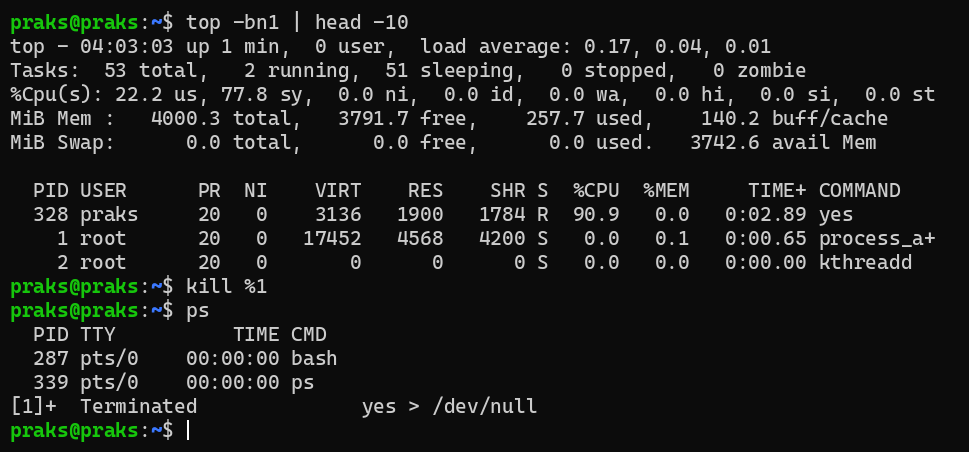 praks@praks:~$ top -bn1 | head -10
top - 04:03:03 up 1 min,  0 user,  load average: 0.17, 0.04, 0.01
Tasks:  53 total,   2 running,  51 sleeping,   0 stopped,   0 zombie
%Cpu(s): 22.2 us, 77.8 sy,  0.0 ni,  0.0 id,  0.0 wa,  0.0 hi,  0.0 si,  0.0 st
MiB Mem :   4000.3 total,   3791.7 free,    257.7 used,    140.2 buff/cache
MiB Swap:      0.0 total,      0.0 free,      0.0 used.   3742.6 avail Mem

  PID USER      PR  NI    VIRT    RES    SHR S  %CPU  %MEM     TIME+ COMMAND
  328 praks     20   0    3136   1900   1784 R  90.9   0.0   0:02.89 yes
    1 root      20   0   17452   4568   4200 S   0.0   0.1   0:00.65 process_a+
    2 root      20   0       0      0      0 S   0.0   0.0   0:00.00 kthreadd
praks@praks:~$ kill %1
praks@praks:~$ ps
  PID TTY          TIME CMD
  287 pts/0    00:00:00 bash
  339 pts/0    00:00:00 ps
[1]+  Terminated              yes > /dev/null
praks@praks:~$